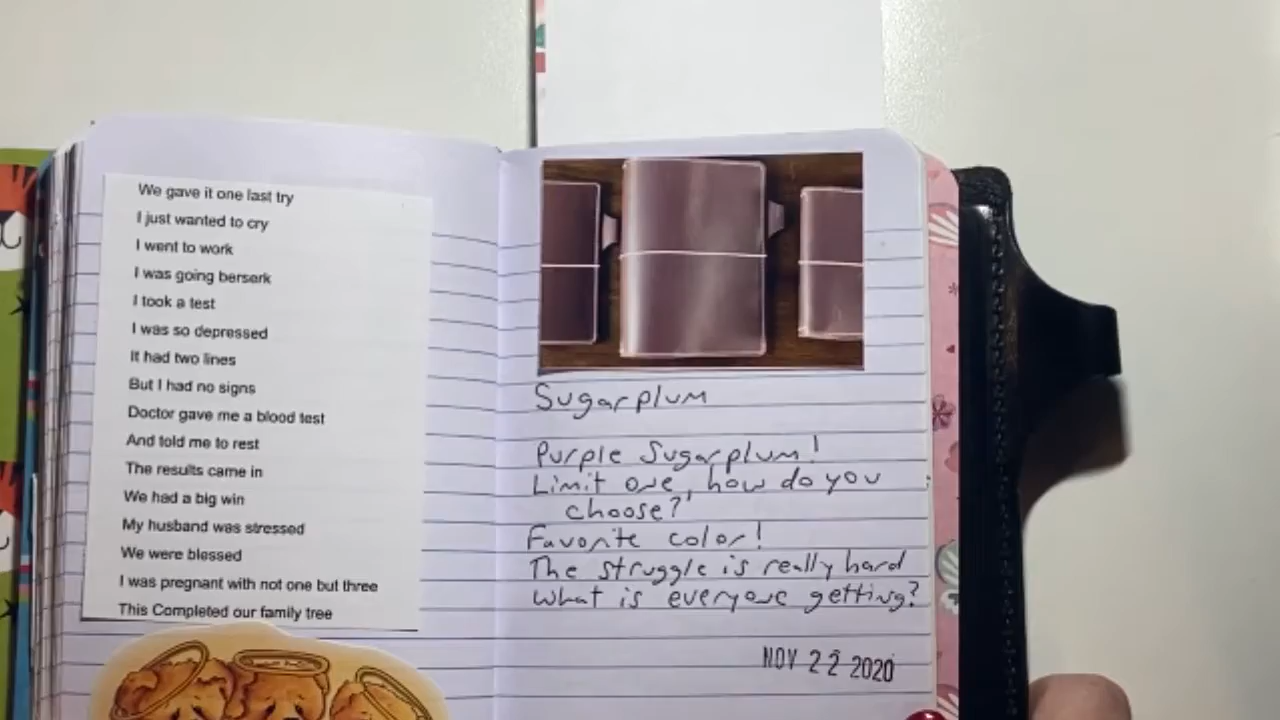 We gave it one last try
I just wanted to cry
I went to work
I was going berserk
I took a test
I was so depressed
It had two lines
But I had no signs
Doctor gave me a blood test
And told me to rest
The results came in
We had a big win
My husband was stressed
We were blessed
I was pregnant with not one but three
This Completed our family tree
Sugarplum
Purple Sugarplum!
Limit one, how do you
choose?
Favorite color!
The struggle is really hard
What is everyone getting?
NOV 22 2020